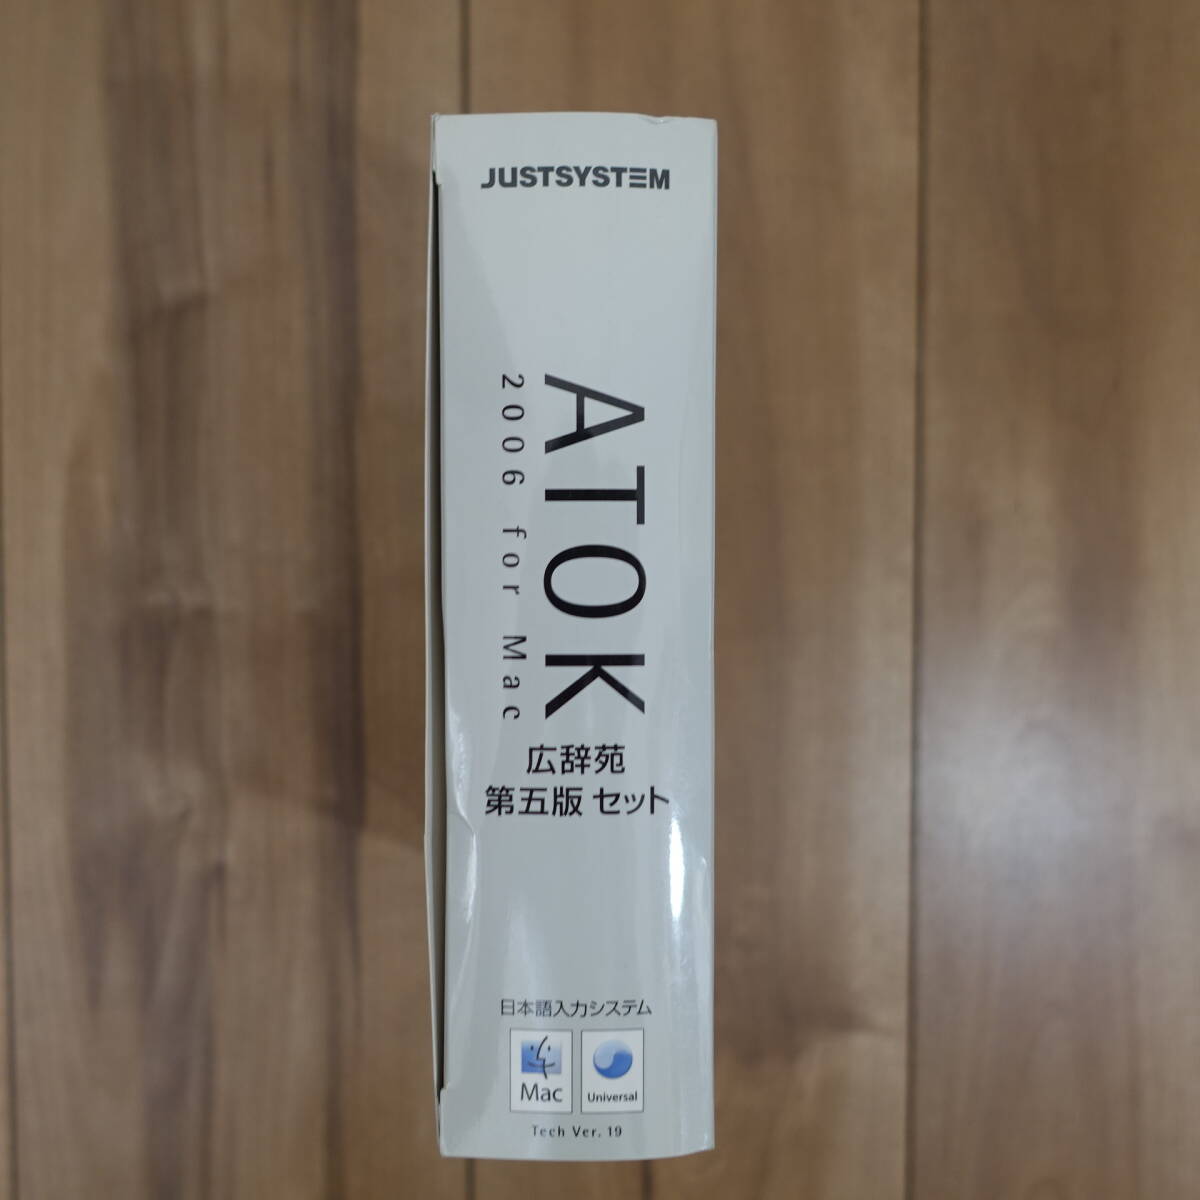 JUSTSYSTEM
ATOK
2006 for Mac
広辞苑
第五版 セット
日本語入力システム
Mac
Universal
Tech Ver. 19